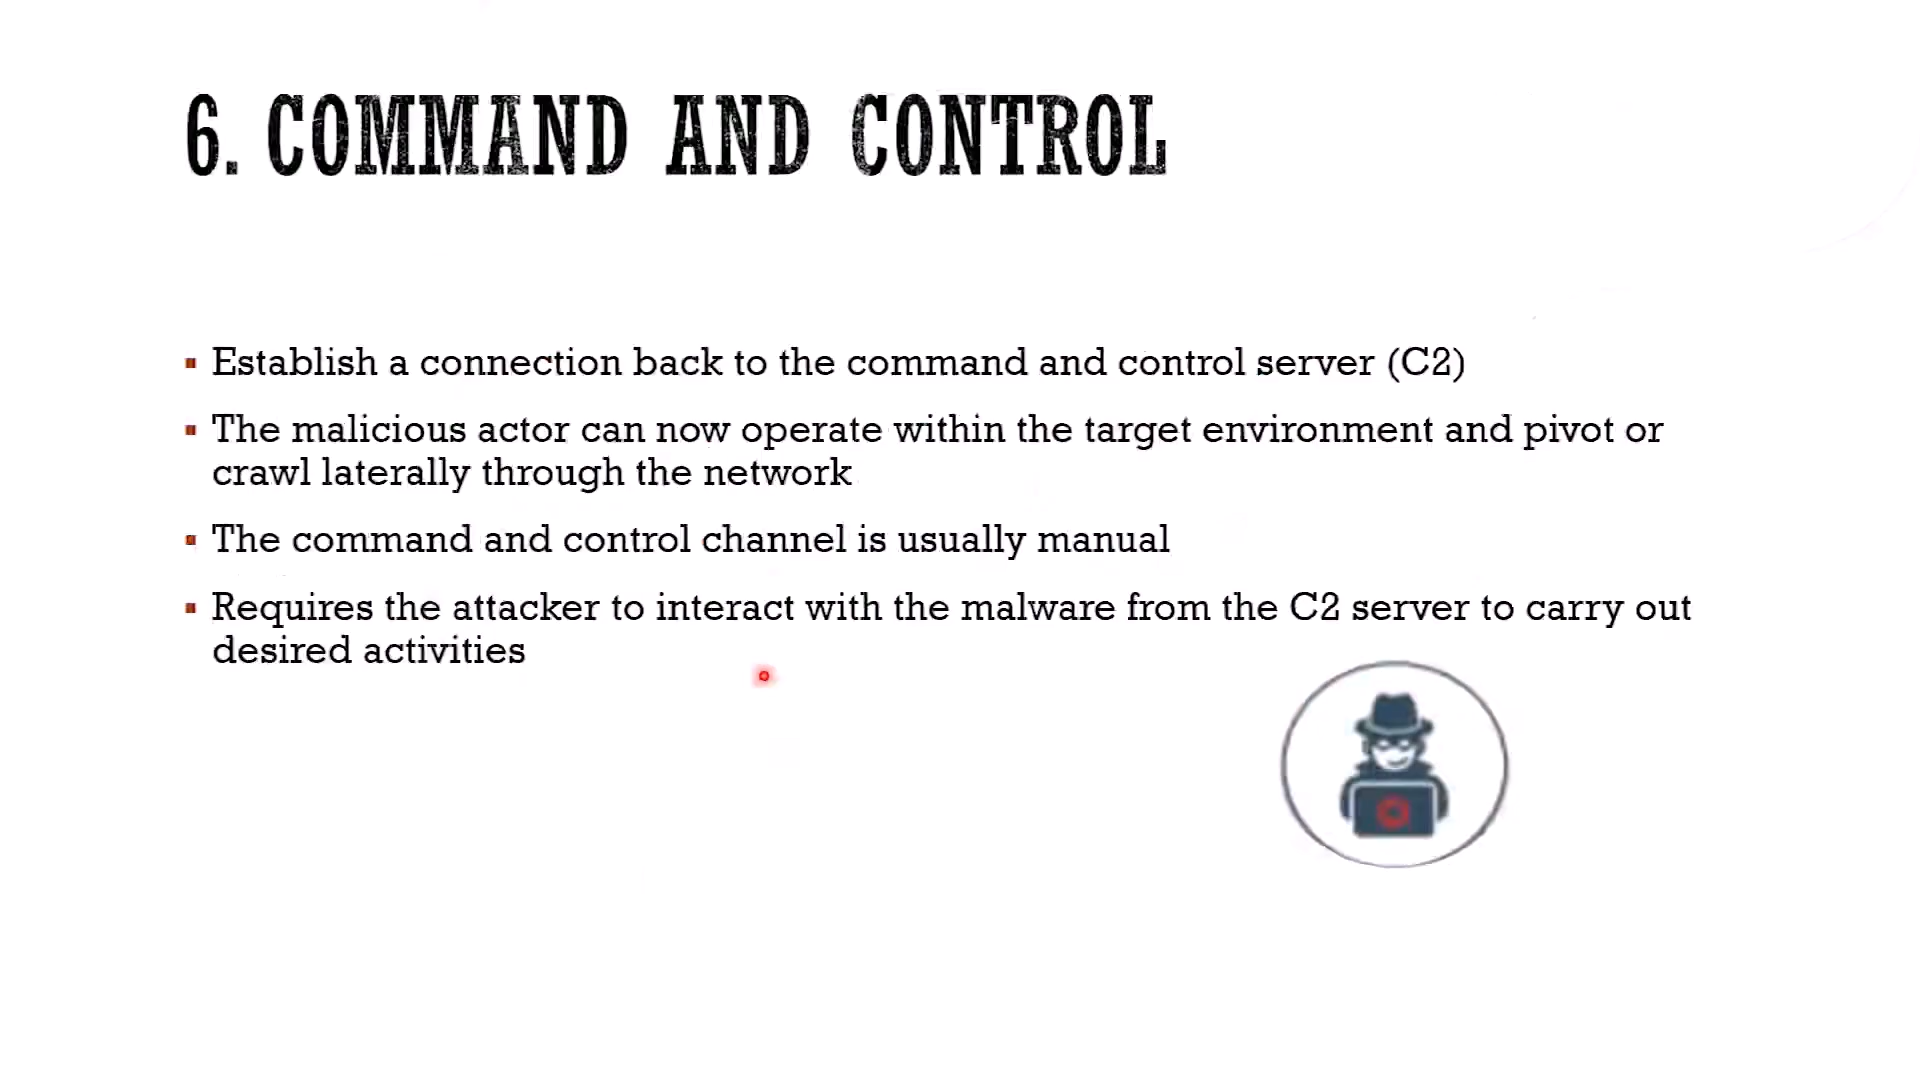 6. COMMAND AND CONTROL
Establish a connection back to the command and control server (C2)
The malicious actor can now operate within the target environment and pivot or
crawl laterally through the network
The command and control channel is usually manual
Requires the attacker to interact with the malware from the C2 server to carry out
desired activities